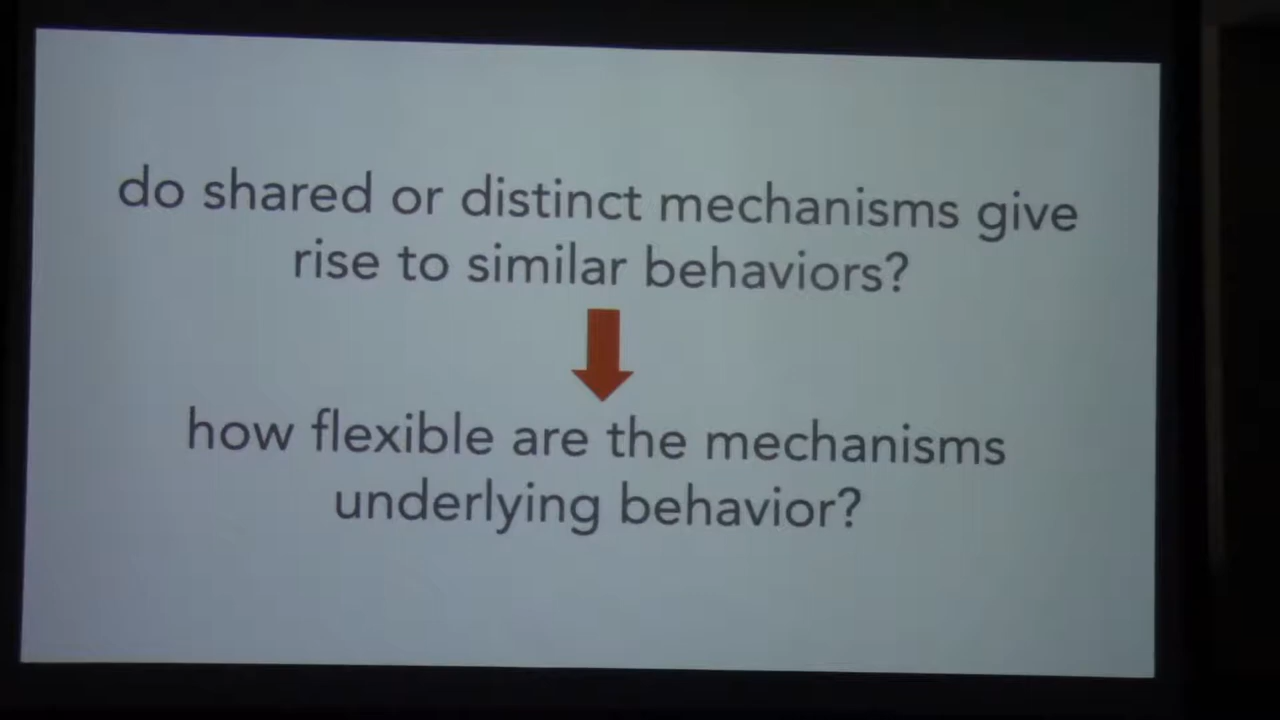 do shared or distinct mechanisms give
rise to similar behaviors?
how flexible are the mechanisms
underlying behavior?